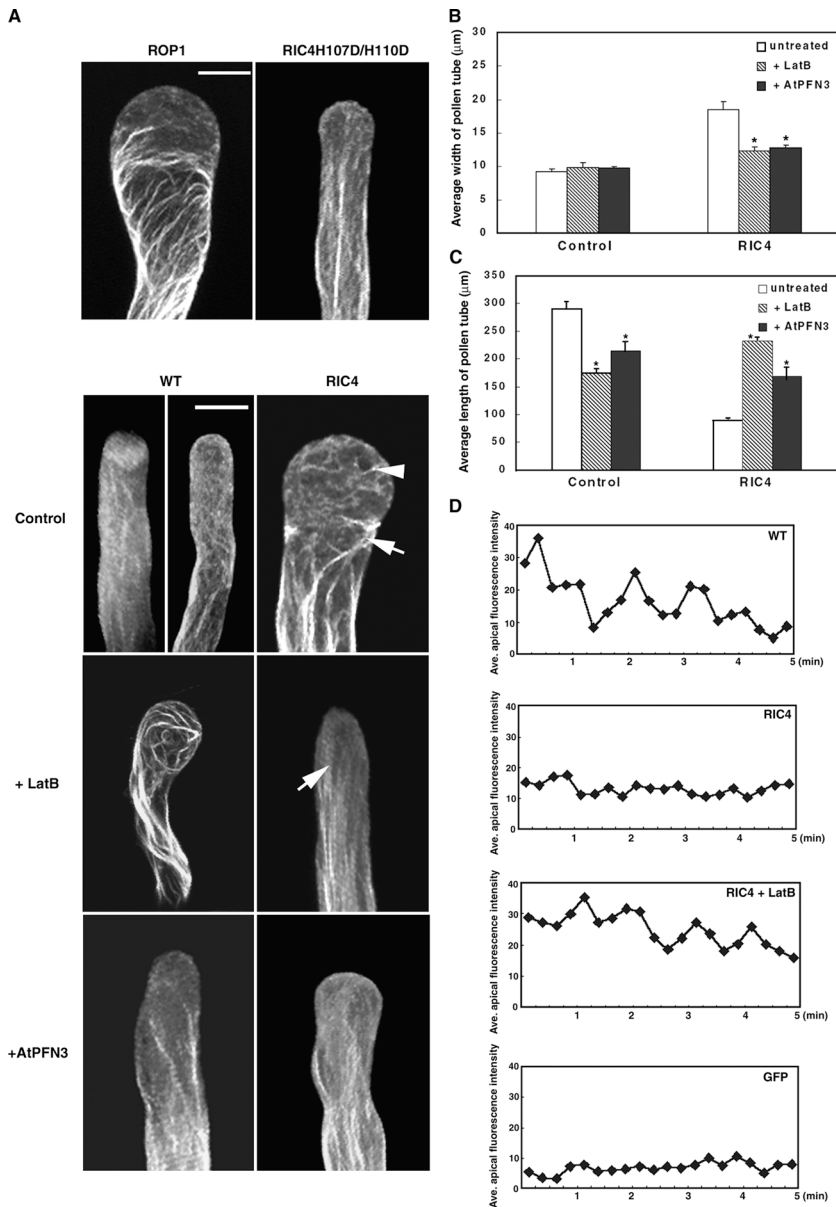 A
ROP1
RIC4H107D/H110D
WT
RIC4
Control
+ LatB
+AtPFN3
B
Average width of pollen tube (μm)
30
25
20
15
10
5
0
untreated
+ LatB
+ AtPFN3
*
*
Control
RIC4
C
Average length of pollen tube (μm)
350
300
250
200
150
100
50
0
untreated
+ LatB
+ AtPFN3
*
*
*
*
Control
RIC4
D
Ave. apical fluorescence intensity
40
30
20
10
0
WT
1 2 3 4 5 (min)
Ave. apical fluorescence intensity
40
30
20
10
0
RIC4
1 2 3 4 5 (min)
Ave. apical fluorescence intensity
40
30
20
10
0
RIC4 + LatB
1 2 3 4 5 (min)
Ave. apical fluorescence intensity
40
30
20
10
0
GFP
1 2 3 4 5 (min)